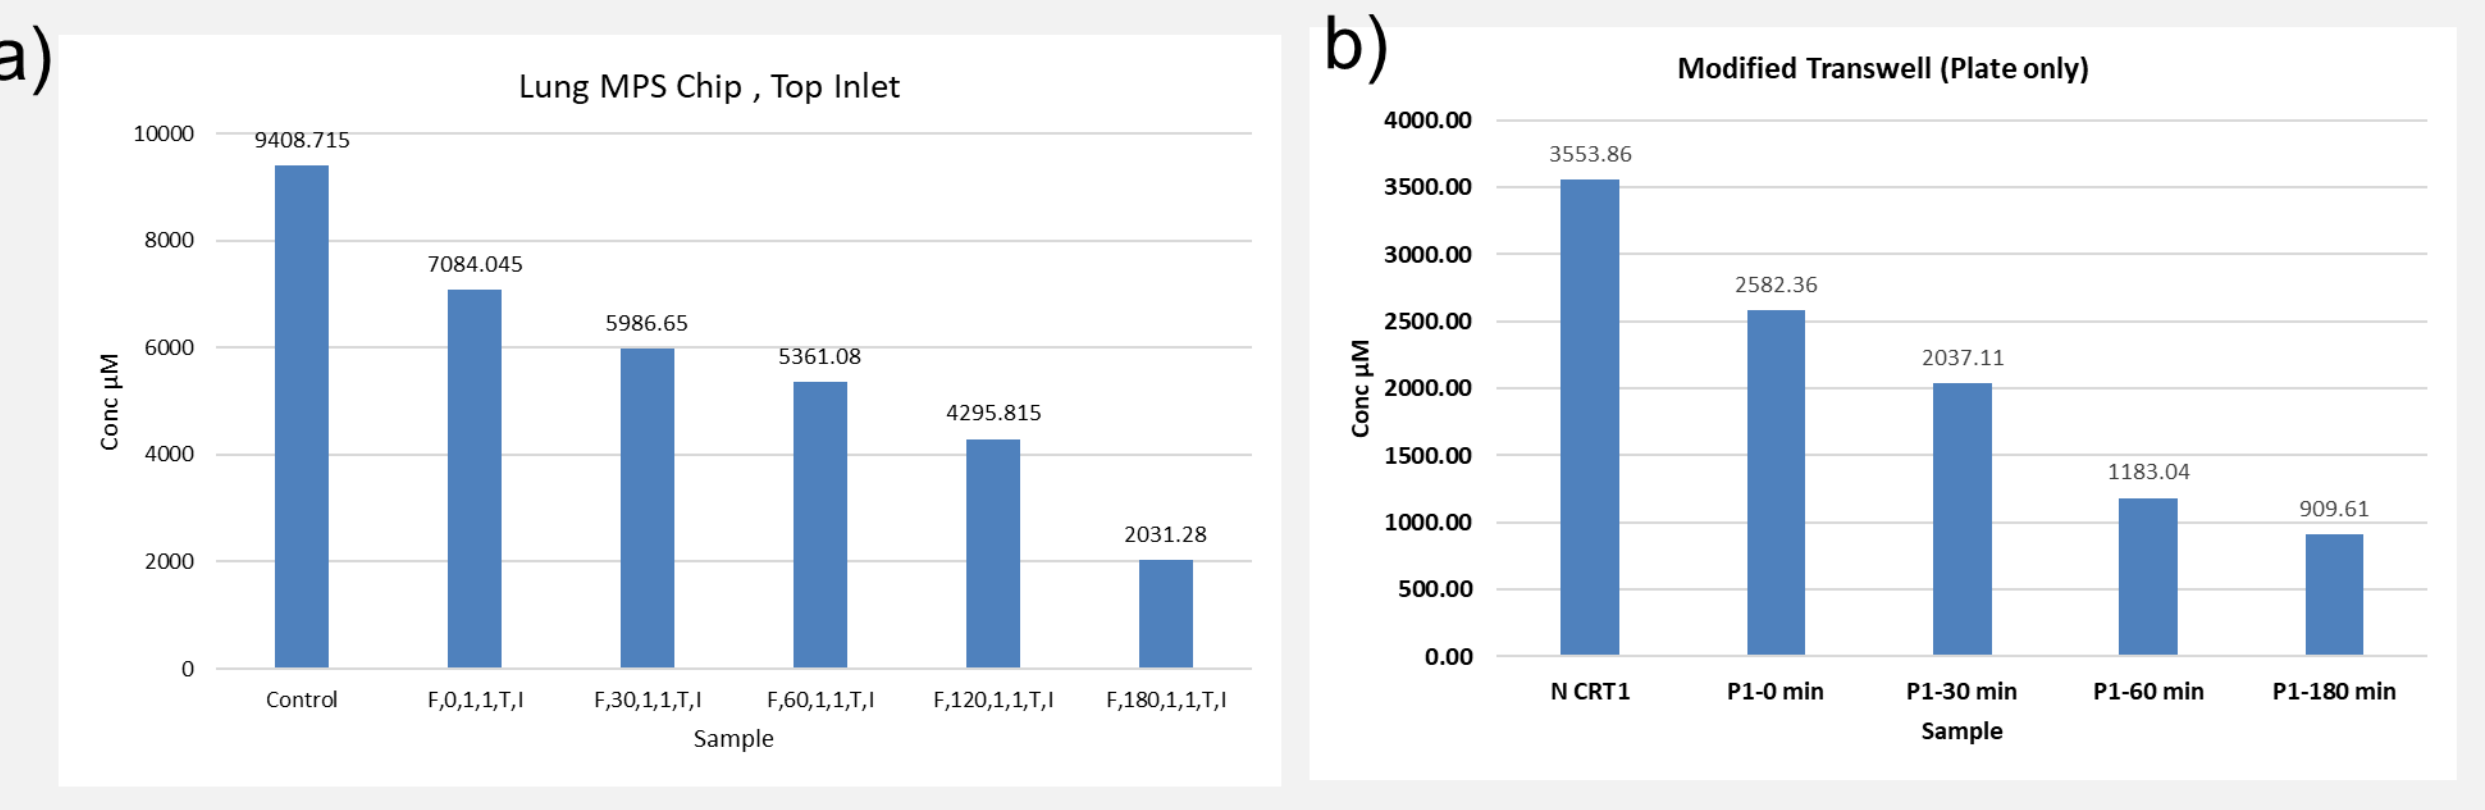 a)
Lung MPS Chip , Top Inlet
10000
8000
6000
4000
2000
0
Conc µM
9408.715
7084.045
5986.65
5361.08
4295.815
2031.28
Control F,0,1,1,T,I F,30,1,1,T,I F,60,1,1,T,I F,120,1,1,T,I F,180,1,1,T,I
Sample
b)
Modified Transwell (Plate only)
4000.00
3500.00
3000.00
2500.00
2000.00
1500.00
1000.00
500.00
0.00
Conc µM
3553.86
2582.36
2037.11
1183.04
909.61
N CRT1 P1-0 min P1-30 min P1-60 min P1-180 min
Sample